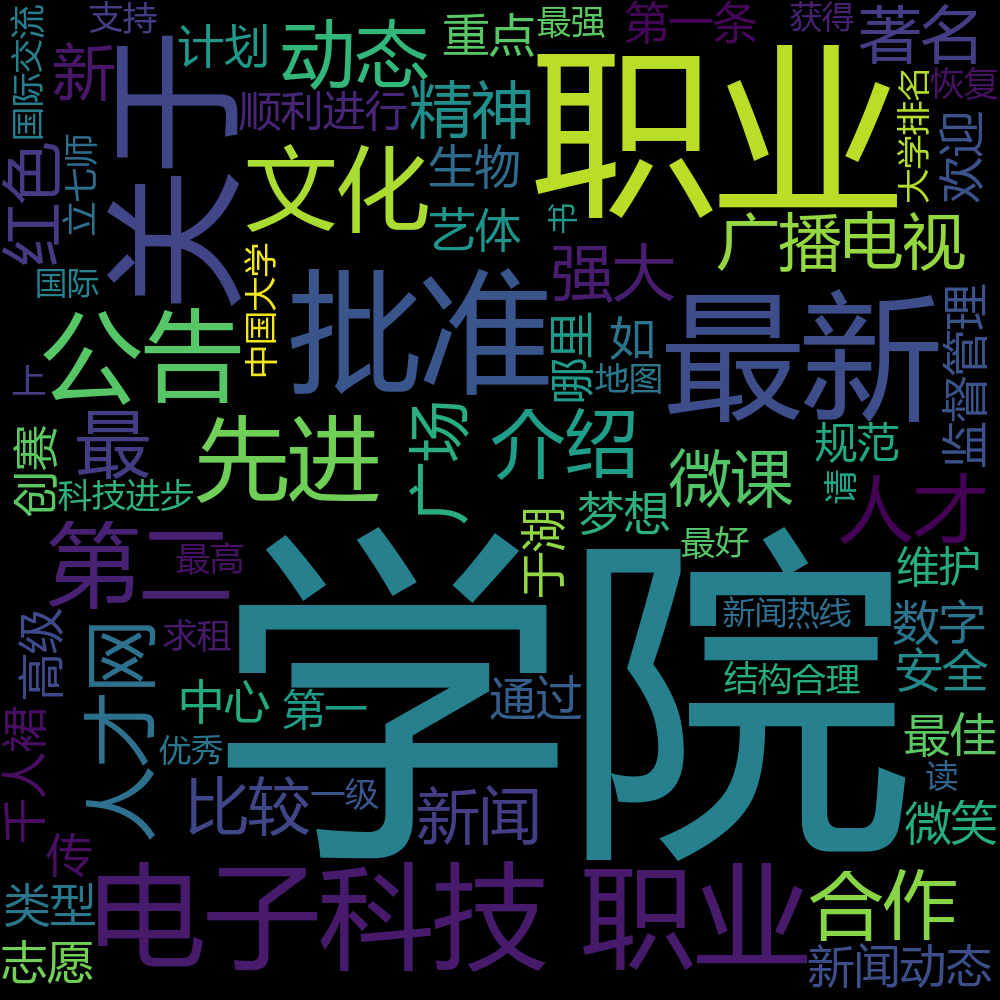 支持
计划
动态
重点
最强
第一条
获得
著名
国际交流
新
关于
顺利进行
精神
职业
大学排名
恢复
红色
立七师
文化
生物
艺体
书
广播电视
欢迎
国际
中国大学
强大
上
公告
批准
哪里
如
地图
最新
监督管理
创赛
最
科技进步
先进
广场
介绍
微课
规范
请
人才
第二
最高
于湖
梦想
最好
维护
高级
人才网
求租
学院
新闻热线
数字
中心
第一
通过
结构合理
安全
千人裙
优秀
最佳
比较
一级
新闻
读
微笑
传
类型
电子科技 职业
合作
志愿
新闻动态